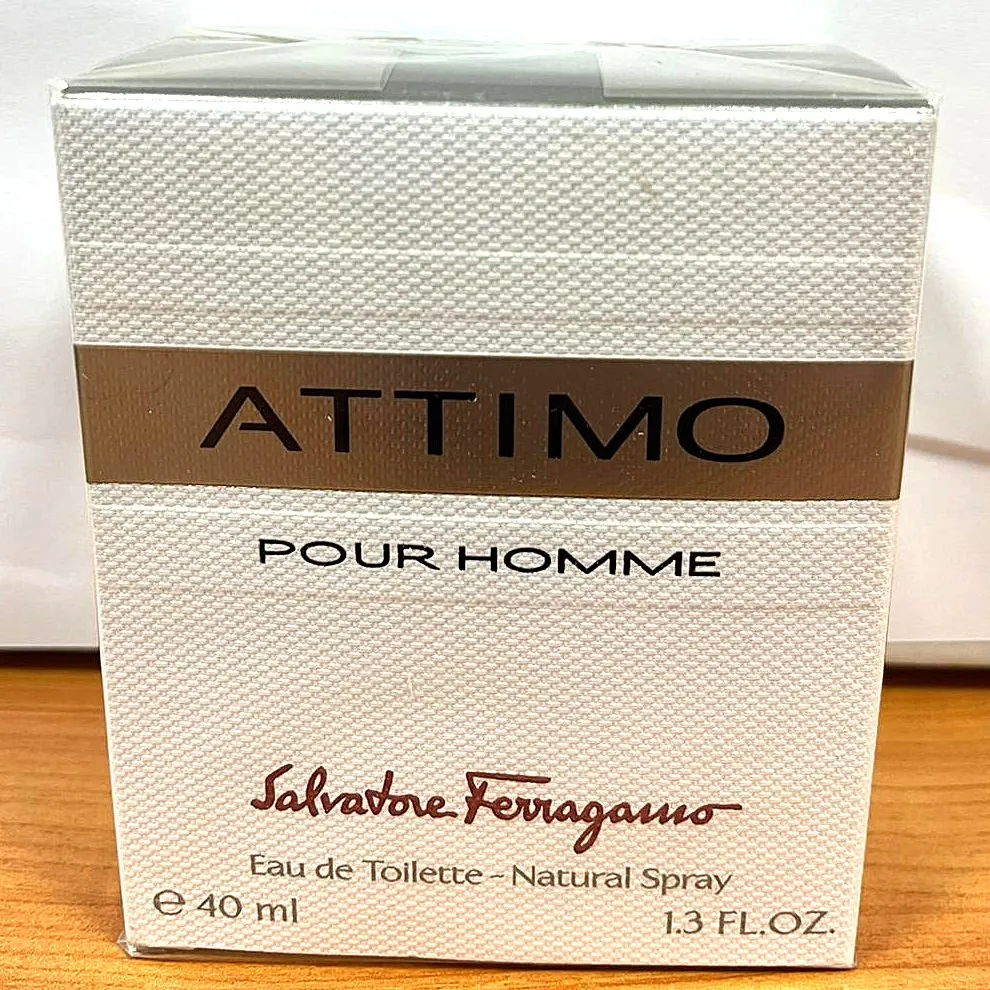 ATTIMO
POUR HOMME
Salvatore Ferragamo
Eau de Toilette - Natural Spray
℮ 40 ml 1.3 FL.OZ.